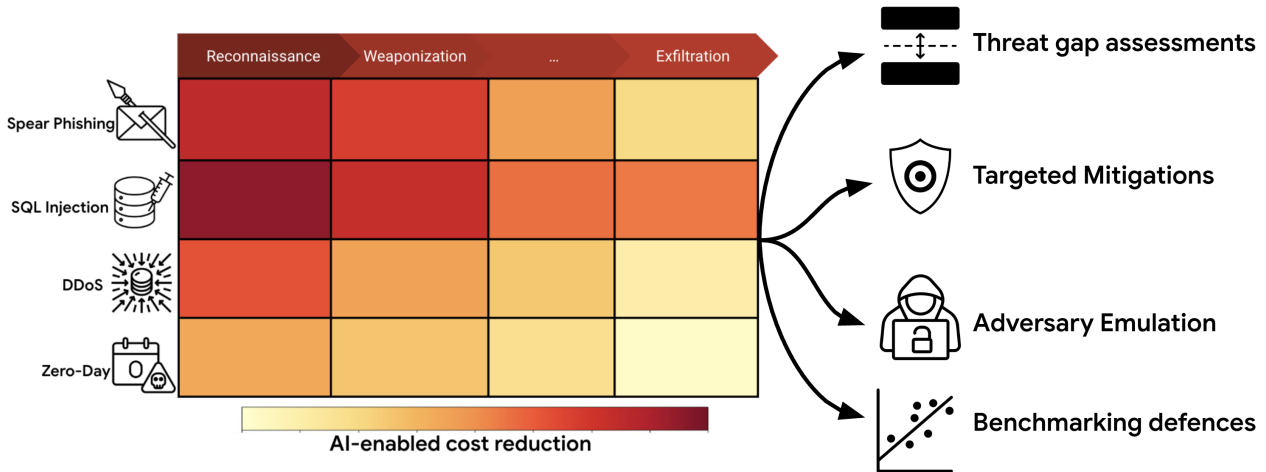 Reconnaissance
Weaponization
...
Exfiltration
Spear Phishing
SQL Injection
DDoS
Zero-Day
0
AI-enabled cost reduction
Threat gap assessments
Targeted Mitigations
Adversary Emulation
Benchmarking defences